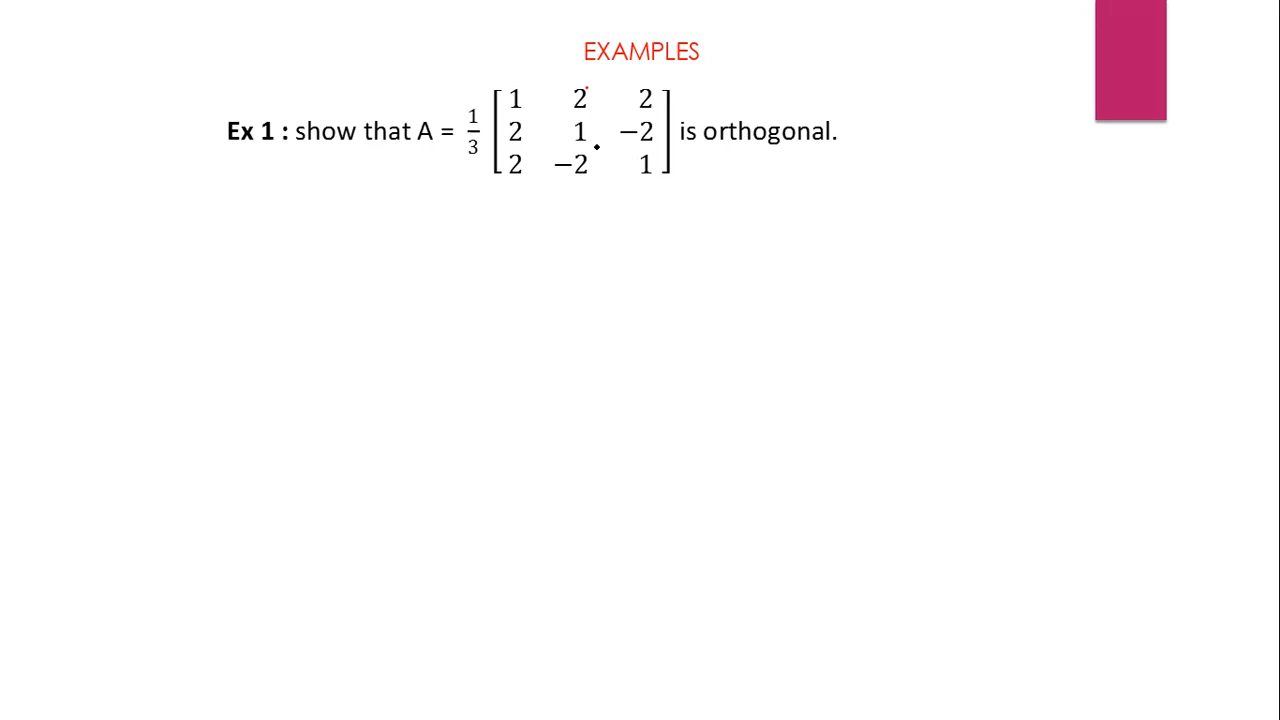 EXAMPLES
Ex 1 : show that A = 1/3 [1 2 2; 2 1 −2; 2 −2 1] is orthogonal.